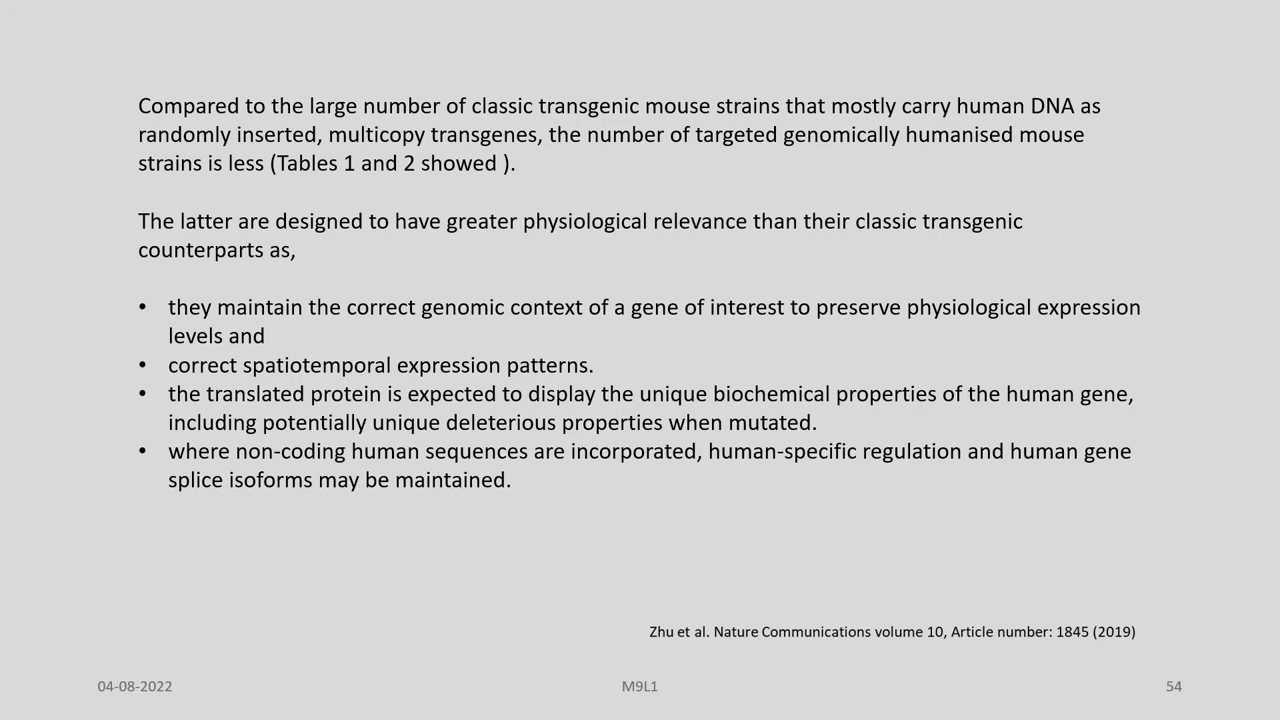 Compared to the large number of classic transgenic mouse strains that mostly carry human DNA as
randomly inserted, multicopy transgenes, the number of targeted genomically humanised mouse
strains is less (Tables 1 and 2 showed ).
The latter are designed to have greater physiological relevance than their classic transgenic
counterparts as,
• they maintain the correct genomic context of a gene of interest to preserve physiological expression
levels and
• correct spatiotemporal expression patterns.
• the translated protein is expected to display the unique biochemical properties of the human gene,
including potentially unique deleterious properties when mutated.
• where non-coding human sequences are incorporated, human-specific regulation and human gene
splice isoforms may be maintained.
Zhu et al. Nature Communications volume 10, Article number: 1845 (2019)
04-08-2022
M9L1
54